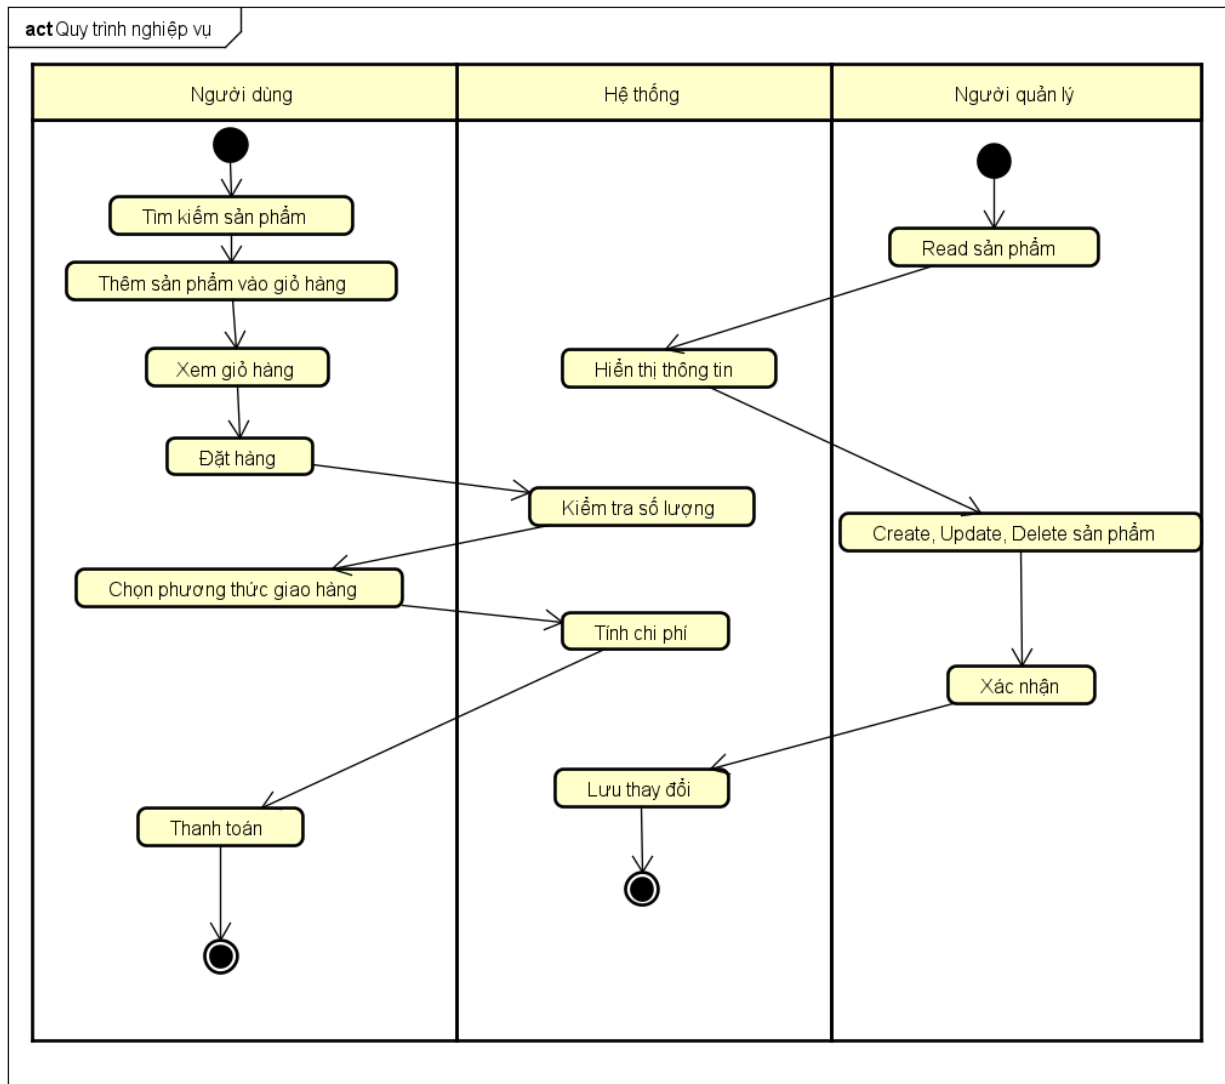 act Quy trình nghiệp vụ
Người dùng
Hệ thống
Người quản lý
Tìm kiếm sản phẩm
Read sản phẩm
Thêm sản phẩm vào giỏ hàng
Xem giỏ hàng
Hiển thị thông tin
Đặt hàng
Kiểm tra số lượng
Create, Update, Delete sản phẩm
Chọn phương thức giao hàng
Tính chi phí
Xác nhận
Lưu thay đổi
Thanh toán